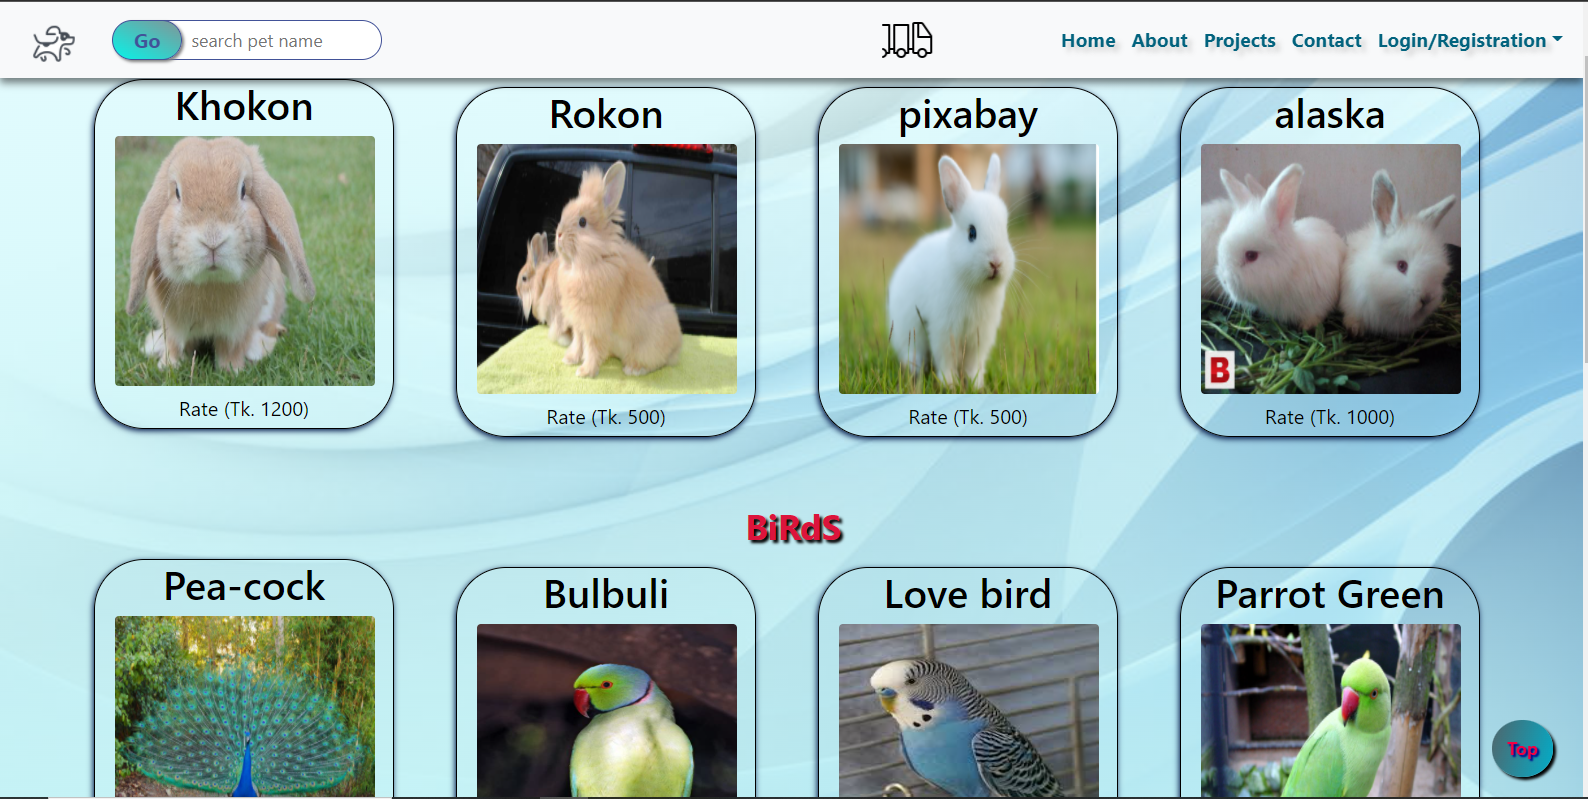 Go search pet name Home About Projects Contact Login/Registration
Khokon Rokon pixabay alaska
B
Rate (Tk. 1200) Rate (Tk. 500) Rate (Tk. 500) Rate (Tk. 1000)
BiRdS
Pea-cock Bulbuli Love bird Parrot Green
Top